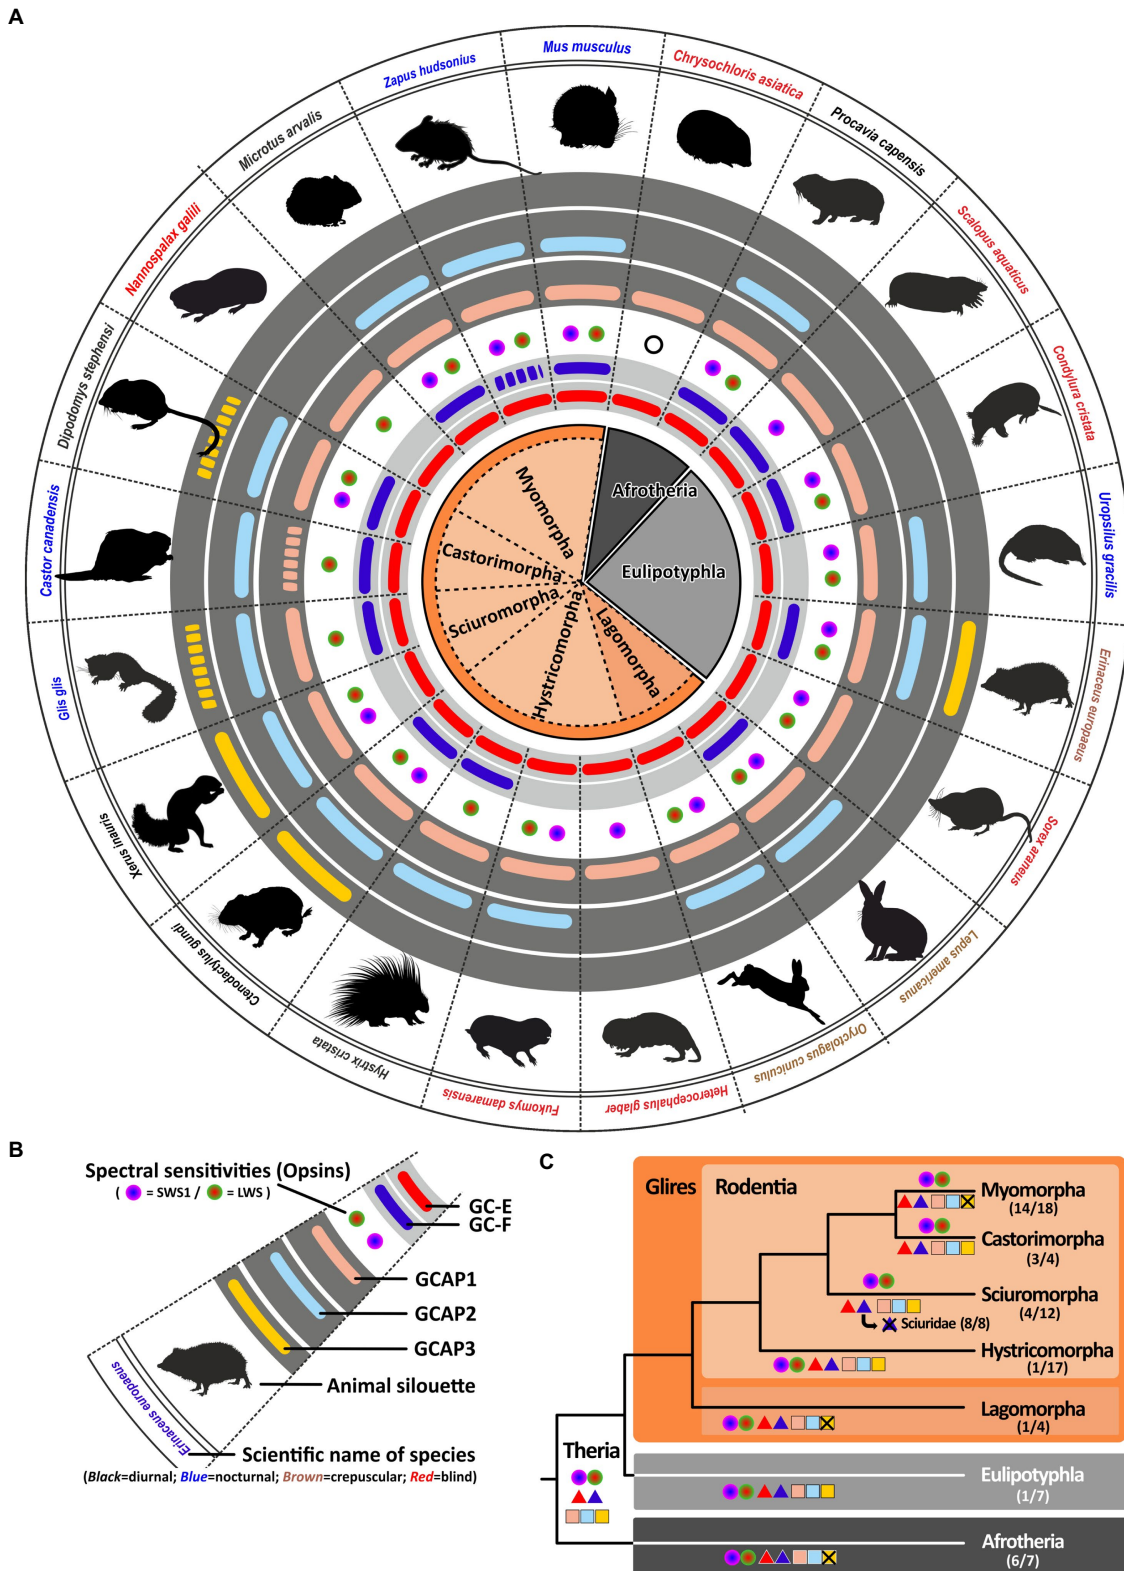 A
Mus musculus
Chrysochloris asiatica
Procavia capensis
Scalopus aquaticus
Condylura cristata
Uropsilus gracilis
Erinaceus europaeus
Sorex araneus
Lepus americanus
Oryctolagus cuniculus
Heterocephalus glaber
Fukomys damarensis
Hystrix cristata
Ctenodactylus gundi
Xerus inauris
Glis glis
Castor canadensis
Dipodomys stephensi
Nannospalax galili
Microtus arvalis
Zapus hudsonius
Myomorpha
Afrotheria
Castorimorpha
Eulipotyphla
Sciuromorpha
Hystricomorpha
Lagomorpha
B
Spectral sensitivities (Opsins)
( = SWS1 / = LWS )
GC-E
GC-F
GCAP1
GCAP2
GCAP3
Animal silouette
Erinaceus europaeus
Scientific name of species
(Black=diurnal; Blue=nocturnal; Brown=crepuscular; Red=blind)
C
Glires
Rodentia
Myomorpha
(14/18)
Castorimorpha
(3/4)
Sciuromorpha
(4/12)
Sciuridae (8/8)
Hystricomorpha
(1/17)
Lagomorpha
(1/4)
Theria
Eulipotyphla
(1/7)
Afrotheria
(6/7)